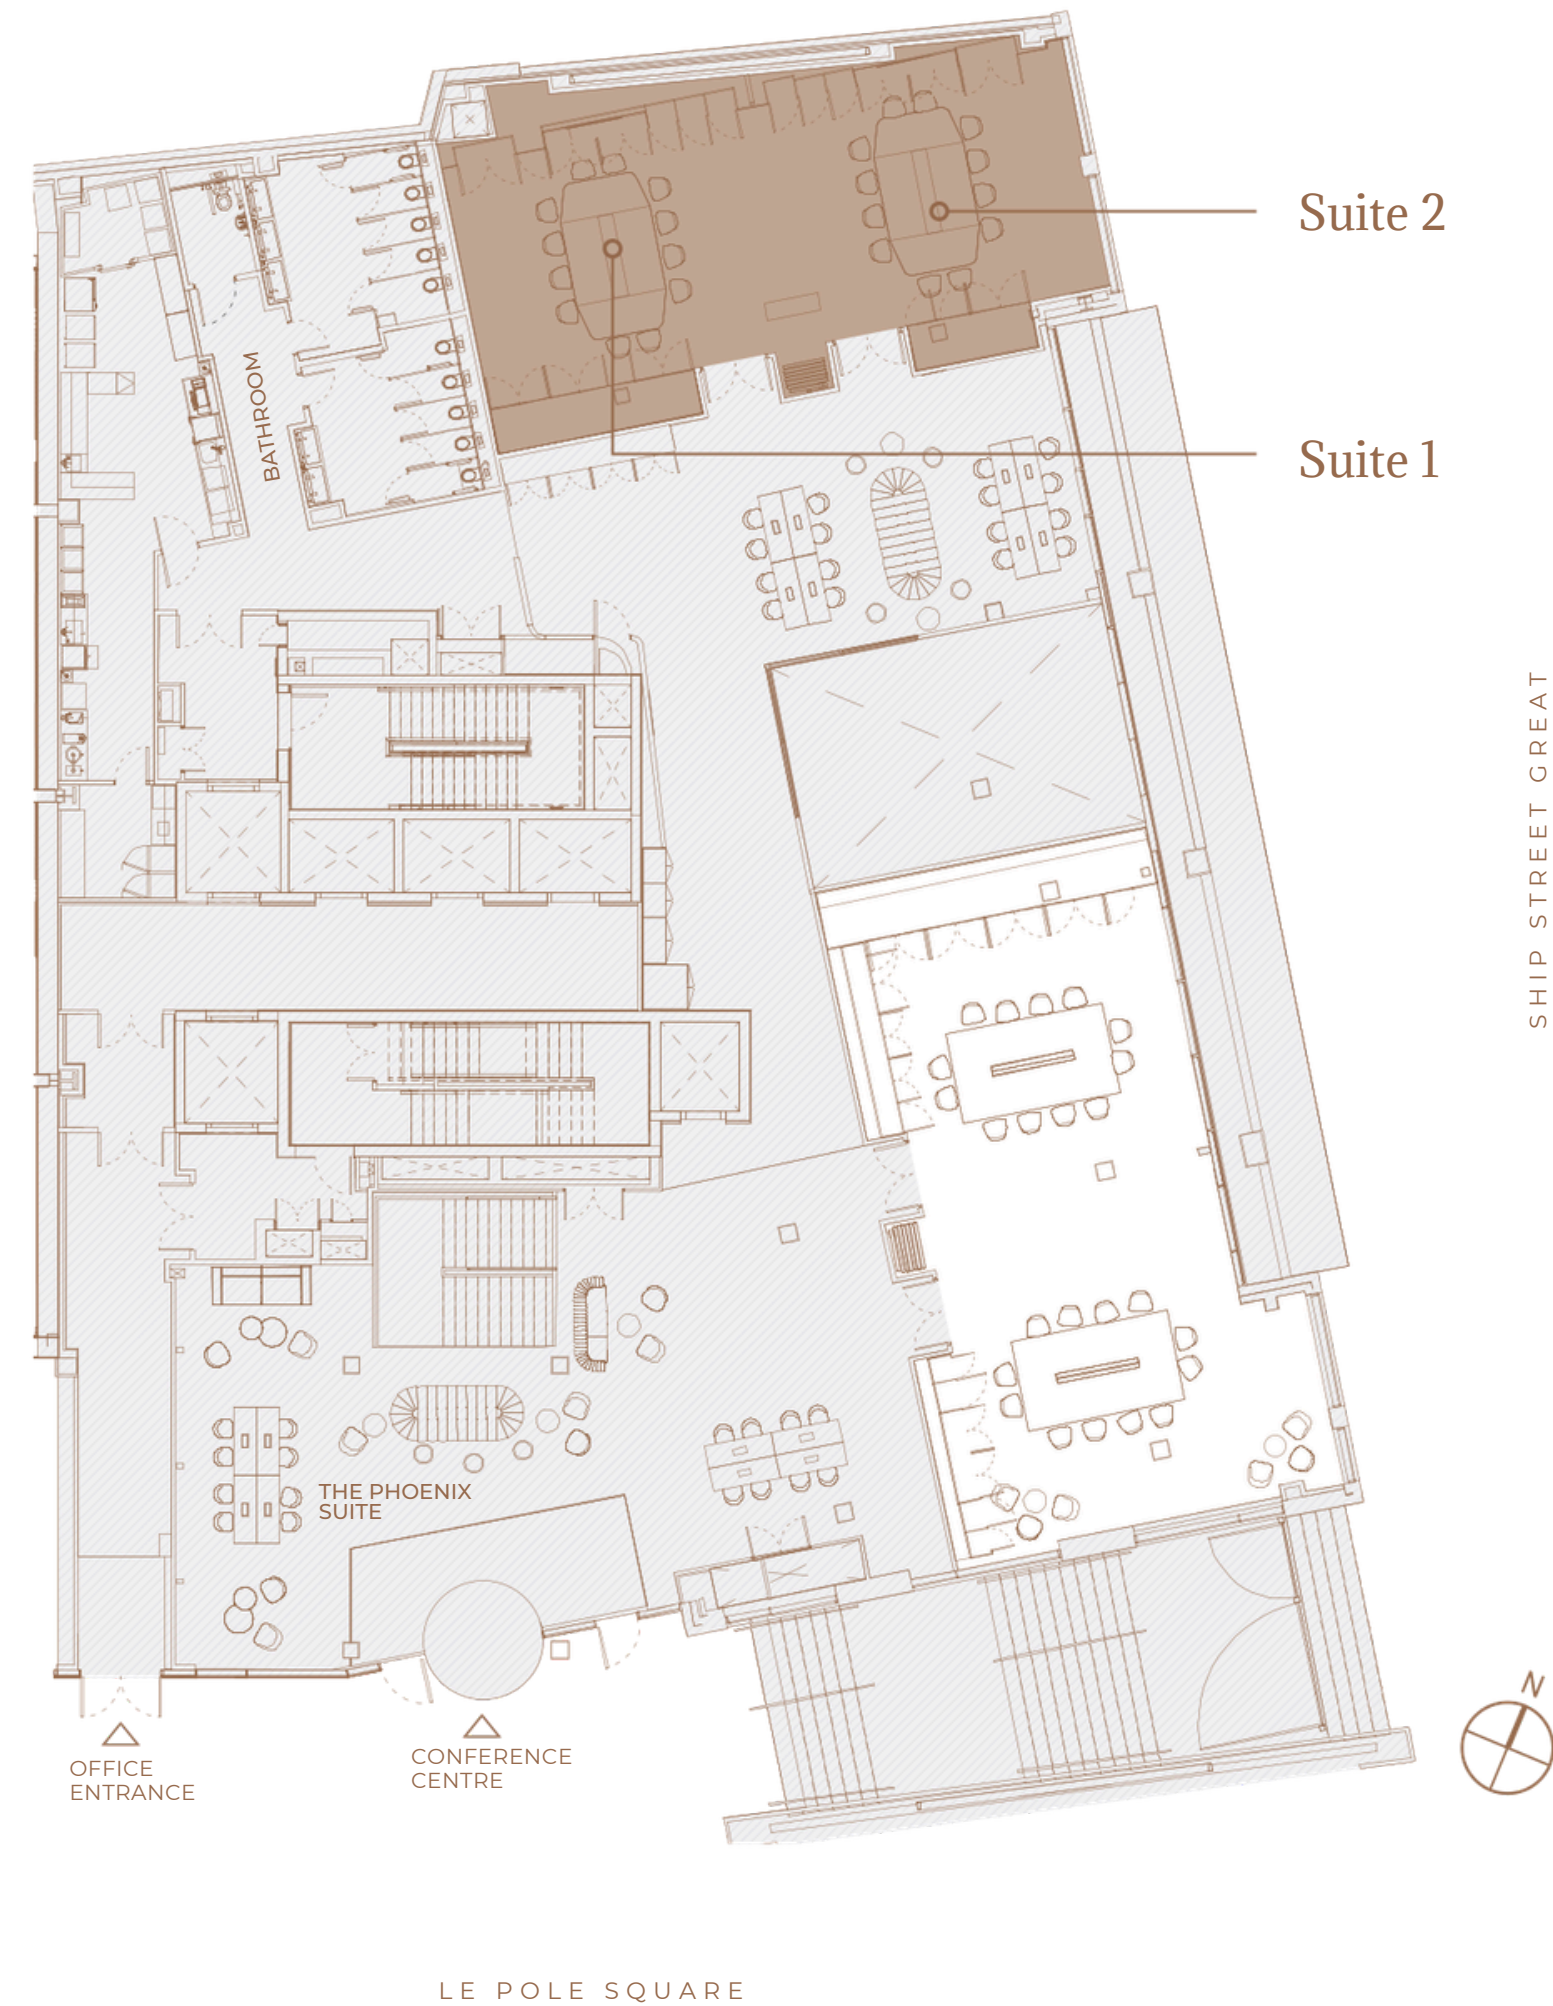 Suite 2
BATHROOM
Suite 1
SHIP STREET GREAT
THE PHOENIX
SUITE
N
OFFICE
ENTRANCE
CONFERENCE
CENTRE
LE POLE SQUARE